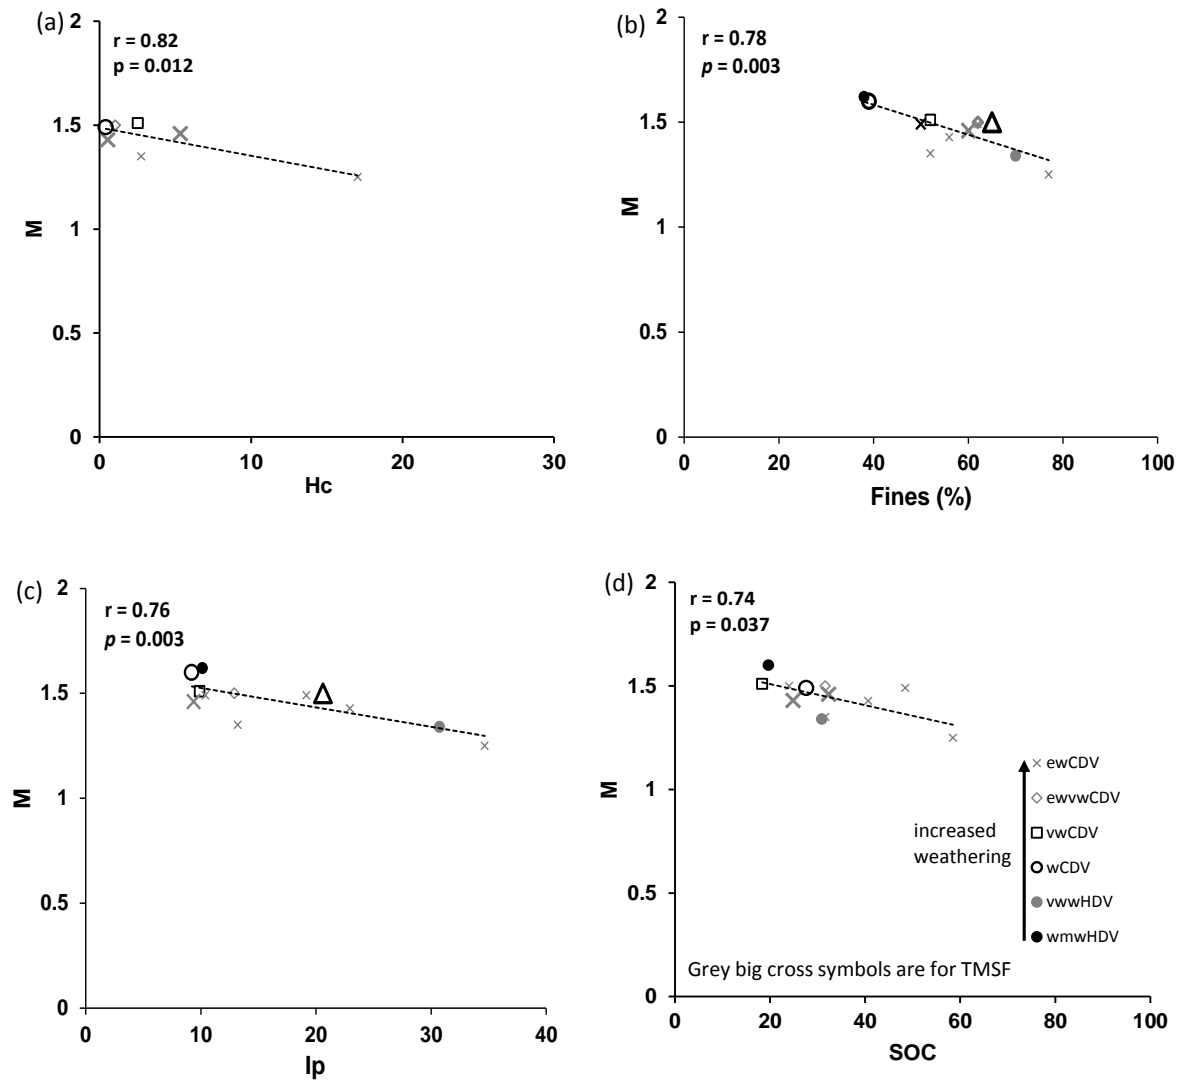 (a)
r = 0.82
p = 0.012
2
1.5
1
0.5
0
M
0 10 20 30
Hc
(b)
r = 0.78
p = 0.003
2
1.5
1
0.5
0
M
0 20 40 60 80 100
Fines (%)
(c)
r = 0.76
p = 0.003
2
1.5
1
0.5
0
M
0 10 20 30 40
Ip
(d)
r = 0.74
p = 0.037
2
1.5
1
0.5
0
M
increased
weathering
ewCDV
ewvwCDV
vwCDV
wCDV
vwwHDV
wmwHDV
Grey big cross symbols are for TMSF
0 20 40 60 80 100
SOC